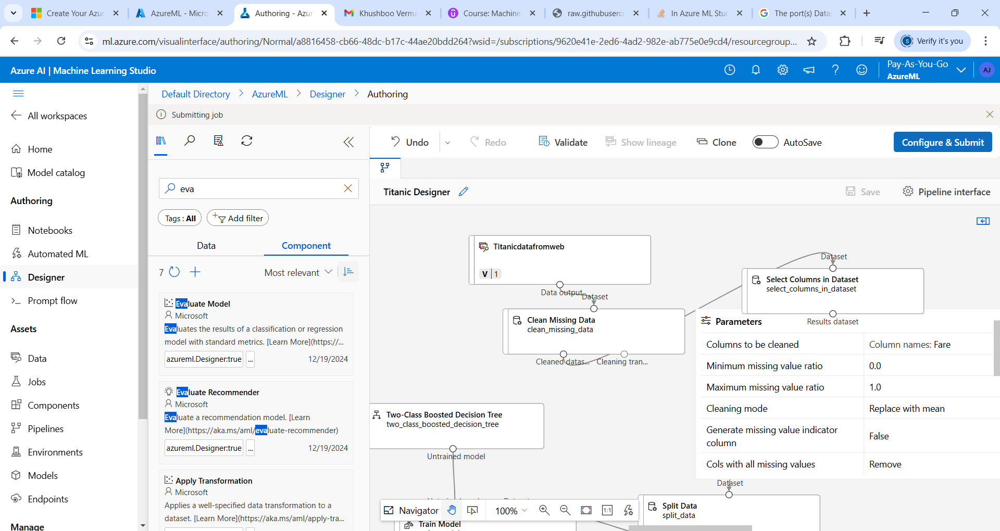 Create Your Azur
AzureML - Micro
Authoring - Azur
Khushboo Verma
Course: Machine
raw.githubuserc
In Azure ML Stu
The port(s) Data
ml.azure.com/visualinterface/authoring/Normal/a8816458-cb66-48dc-b17c-44ae20bdd264?wsid=/subscriptions/9620e41e-2ed6-4ad2-982e-ab775e0e9cd4/resourcegroup...
S
Verify it's you
Azure AI | Machine Learning Studio
Pay-As-You-Go
AzureML
AJ
All workspaces
Home
Model catalog
Authoring
Notebooks
Automated ML
Designer
Prompt flow
Assets
Data
Jobs
Components
Pipelines
Environments
Models
Endpoints
Manage
Default Directory > AzureML > Designer > Authoring
Submitting job
eva
Tags : All
Add filter
Data
Component
7
Most relevant
Evaluate Model
Microsoft
Evaluates the results of a classification or regression
model with standard metrics. [Learn More](https://...
azureml.Designer:true
...
12/19/2024
Evaluate Recommender
Microsoft
Evaluate a recommendation model. [Learn
More](https://aka.ms/aml/evaluate-recommender)
azureml.Designer:true
...
12/19/2024
Apply Transformation
Microsoft
Applies a well-specified data transformation to a
dataset. [Learn More](https://aka.ms/aml/apply-tra...
Undo
Redo
Validate
Show lineage
Clone
AutoSave
Configure & Submit
Titanic Designer
Save
Pipeline interface
Titanicdatafromweb
V | 1
Data output
Dataset
Clean Missing Data
clean_missing_data
Cleaned datas...
Cleaning tran...
Dataset
Select Columns in Dataset
select_columns_in_dataset
Results dataset
Parameters
Columns to be cleaned
Column names: Fare
Minimum missing value ratio
0.0
Maximum missing value ratio
1.0
Cleaning mode
Replace with mean
Generate missing value indicator
column
False
Cols with all missing values
Remove
Two-Class Boosted Decision Tree
two_class_boosted_decision_tree
Untrained model
Dataset
Split Data
split_data
Navigator
100%
1:1
Train Model